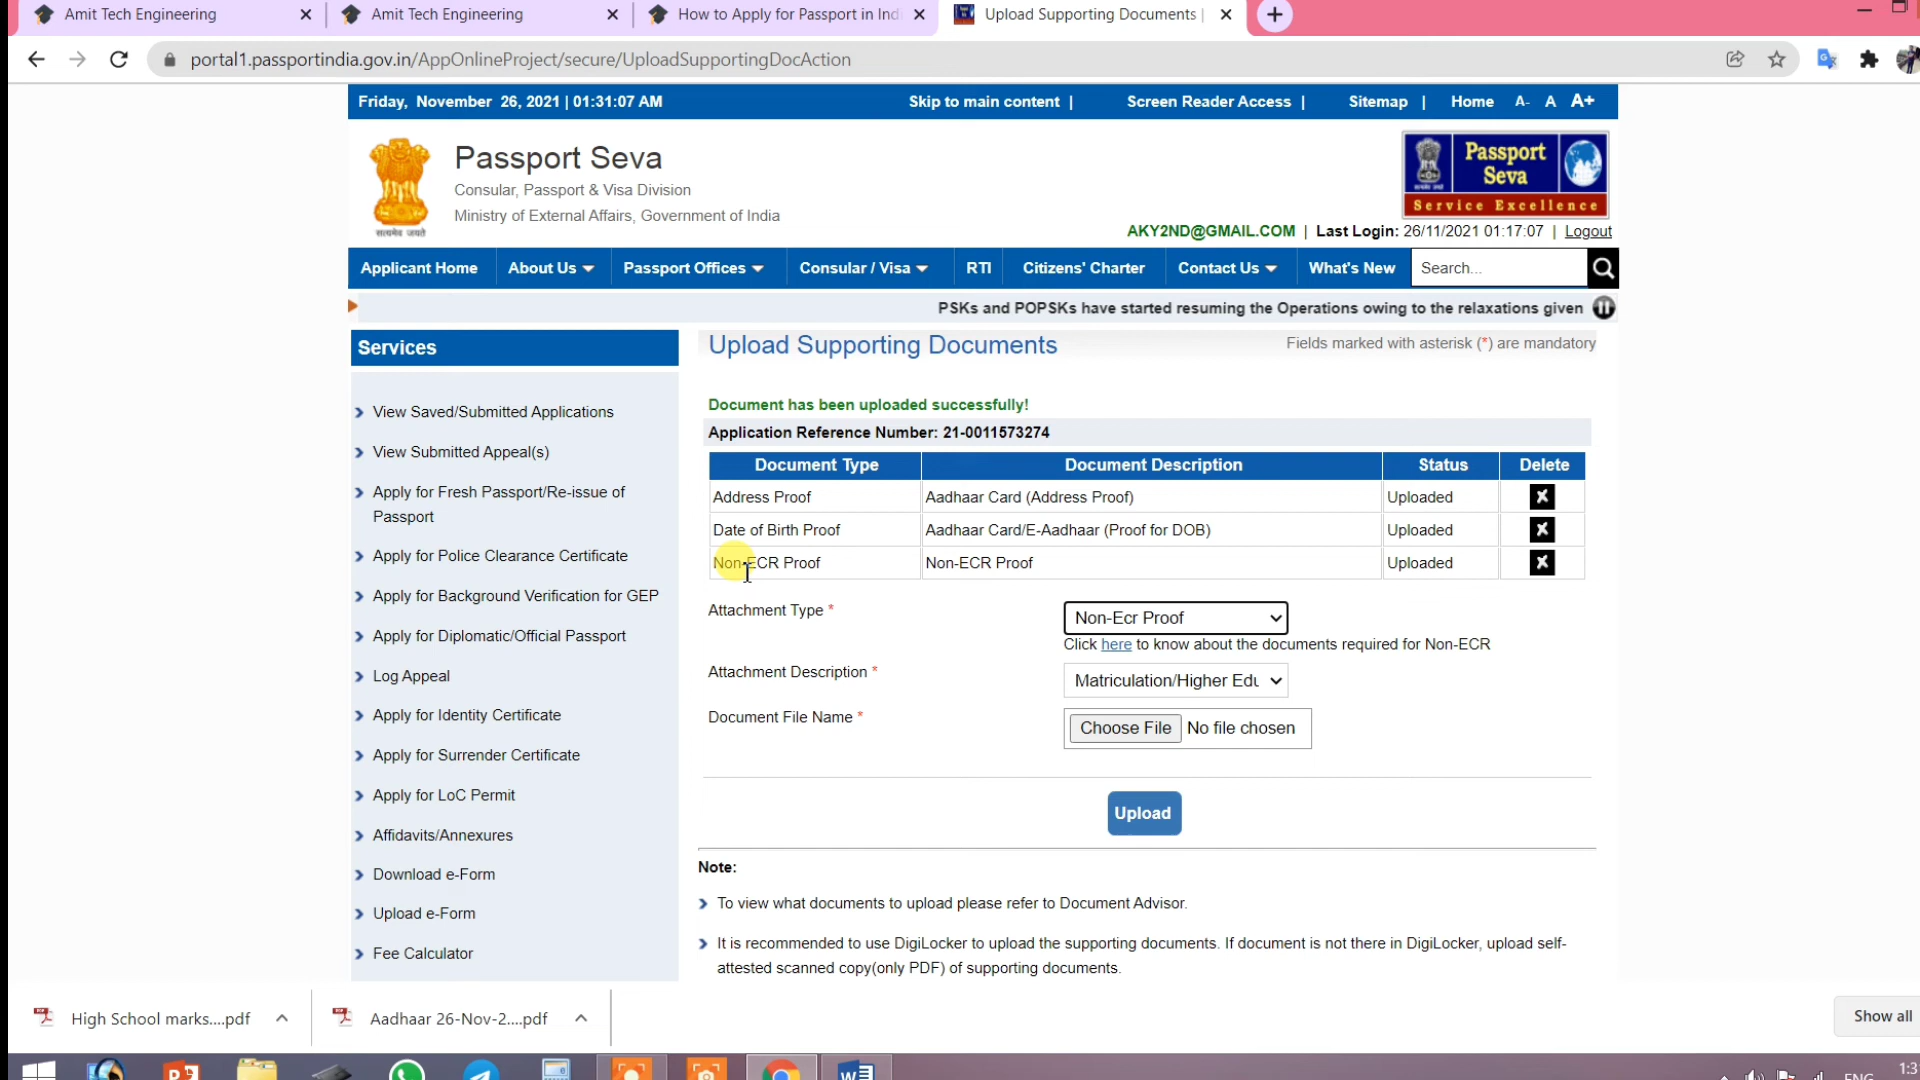 Amit Tech Engineering
Amit Tech Engineering
How to Apply for Passport in Ind
Upload Supporting Documents |
portal1.passportindia.gov.in/AppOnlineProject/secure/UploadSupportingDocAction
Friday, November 26, 2021 | 01:31:07 AM
Skip to main content |
Screen Reader Access |
Sitemap |
Home
A-
A
A+
Passport Seva
Consular, Passport & Visa Division
Ministry of External Affairs, Government of India
सत्यमेव जयते
Passport
Seva
Service Excellence
AKY2ND@GMAIL.COM | Last Login: 26/11/2021 01:17:07 | Logout
Applicant Home
About Us
Passport Offices
Consular / Visa
RTI
Citizens' Charter
Contact Us
What's New
Search...
PSKs and POPSKs have started resuming the Operations owing to the relaxations given
Services
View Saved/Submitted Applications
View Submitted Appeal(s)
Apply for Fresh Passport/Re-issue of
Passport
Apply for Police Clearance Certificate
Apply for Background Verification for GEP
Apply for Diplomatic/Official Passport
Log Appeal
Apply for Identity Certificate
Apply for Surrender Certificate
Apply for LoC Permit
Affidavits/Annexures
Download e-Form
Upload e-Form
Fee Calculator
Upload Supporting Documents
Fields marked with asterisk (*) are mandatory
Document has been uploaded successfully!
Application Reference Number: 21-0011573274
Document Type Document Description Status Delete
Address Proof Aadhaar Card (Address Proof) Uploaded X
Date of Birth Proof Aadhaar Card/E-Aadhaar (Proof for DOB) Uploaded X
Non-ECR Proof Non-ECR Proof Uploaded X
Attachment Type * Non-Ecr Proof
Click here to know about the documents required for Non-ECR
Attachment Description * Matriculation/Higher Edu
Document File Name * Choose File No file chosen
Upload
Note:
To view what documents to upload please refer to Document Advisor.
It is recommended to use DigiLocker to upload the supporting documents. If document is not there in DigiLocker, upload self-
attested scanned copy(only PDF) of supporting documents.
High School marks....pdf
Aadhaar 26-Nov-2....pdf
Show all
ENG
1:3